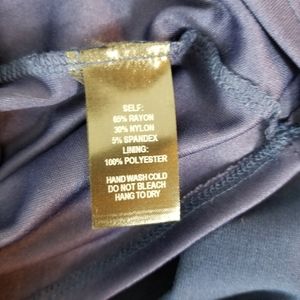 SELF:
65% RAYON
30% NYLON
5% SPANDEX
LINING:
100% POLYESTER
HAND WASH COLD
DO NOT BLEACH
HANG TO DRY